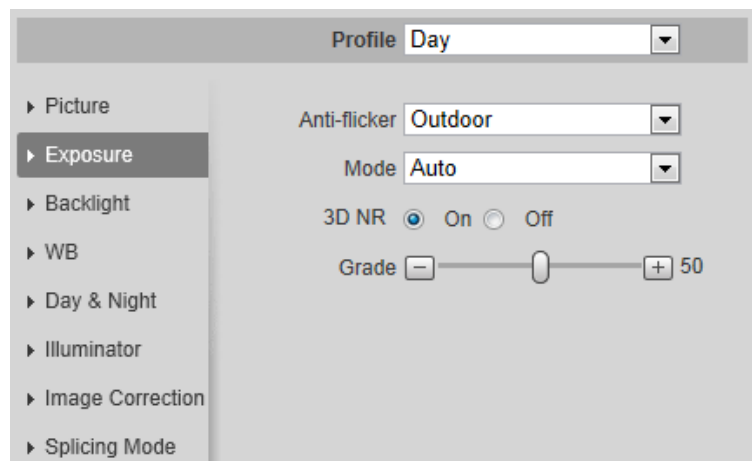 Profile Day
Picture
Exposure
Backlight
WB
Day & Night
Illuminator
Image Correction
Splicing Mode
Anti-flicker Outdoor
Mode Auto
3D NR On Off
Grade 50